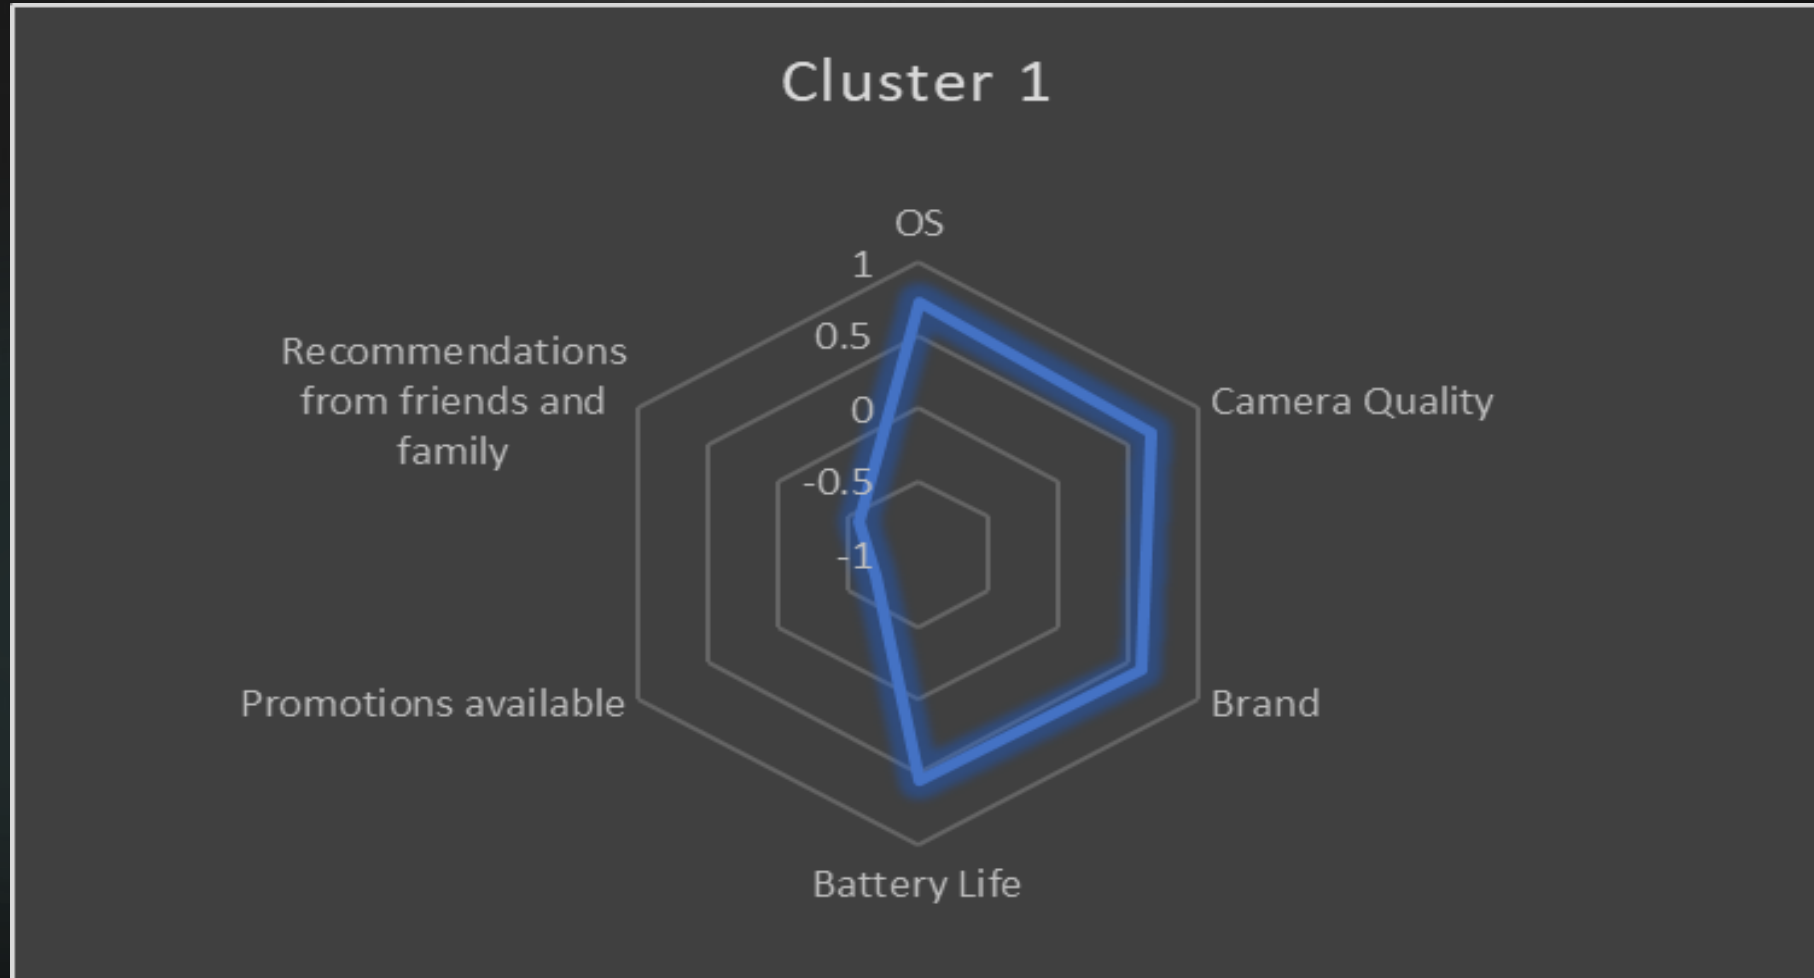 Cluster 1
OS
1
0.5
0
-0.5
-1
Camera Quality
Brand
Battery Life
Promotions available
Recommendations
from friends and
family